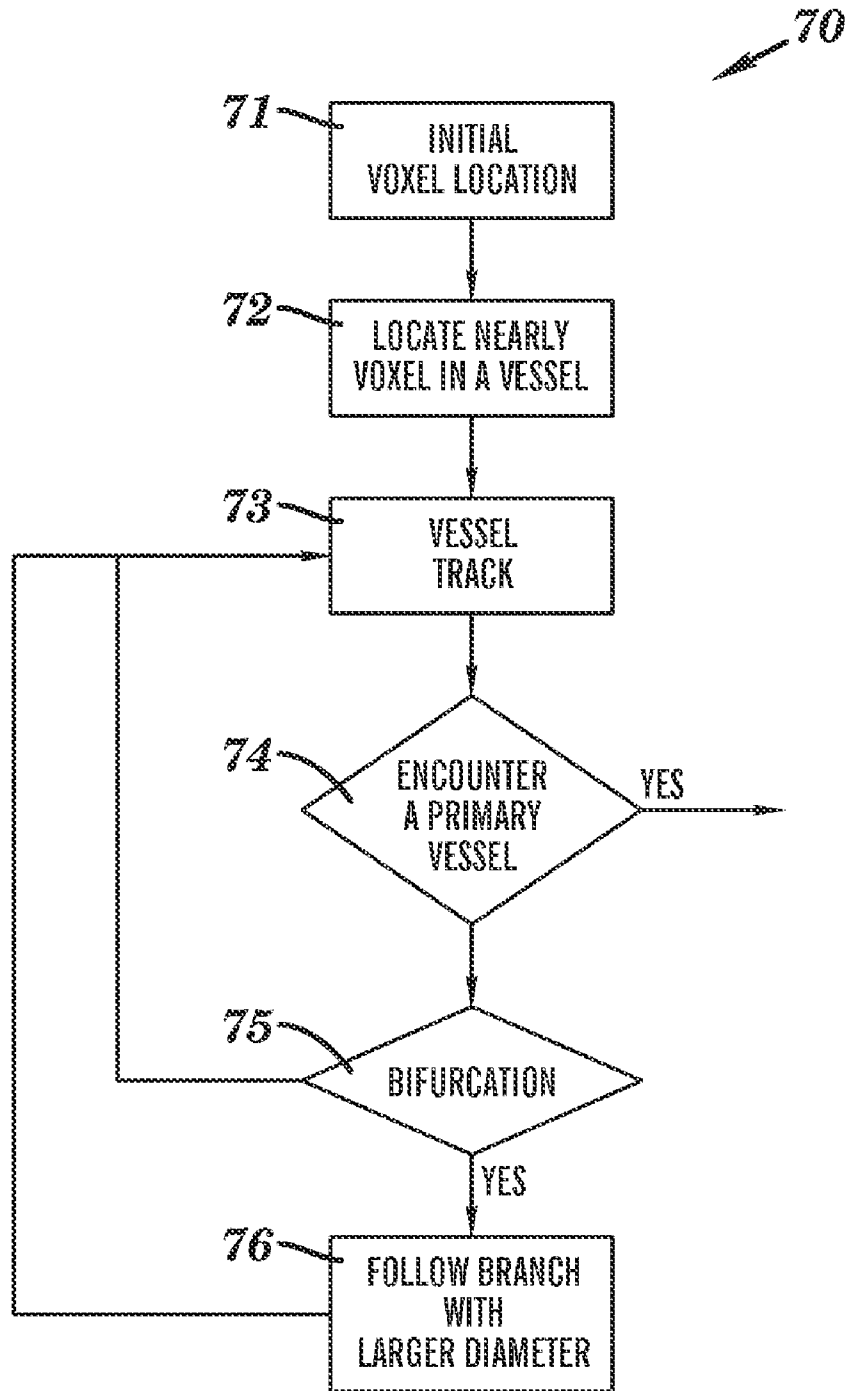 70
71
INITIAL
VOXEL LOCATION
72
LOCATE NEARLY
VOXEL IN A VESSEL
73
VESSEL
TRACK
74
ENCOUNTER
A PRIMARY
VESSEL
YES
75
BIFURCATION
YES
76
FOLLOW BRANCH
WITH
LARGER DIAMETER